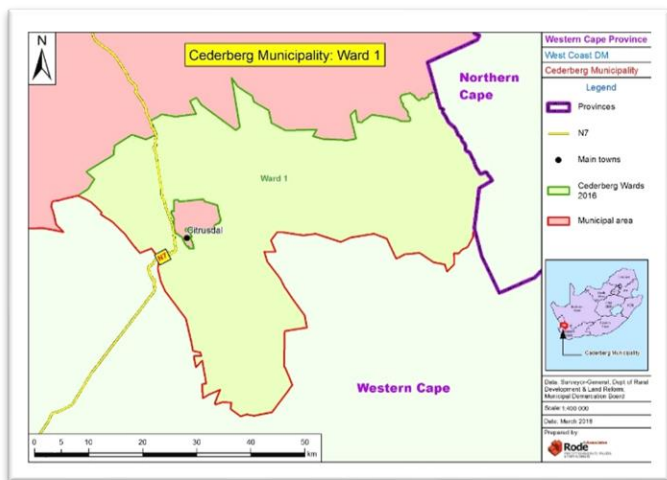 N
Cederberg Municipality: Ward 1
Northern
Cape
Ward 1
Citrusdal
N7
Western Cape
0 5 10 20 30 40 50
km
Western Cape Province
West Coast DM
Cederberg Municipality
Legend
Provinces
N7
Main towns
Cederberg Wards
2016
Municipal area
Cederberg Municipality
Data: Surveyor-General, Dept of Rural
Development & Land Reform,
Municipal Demarcation Board
Scale:1:400 000
Date: March 2018
Prepared by:
Rode